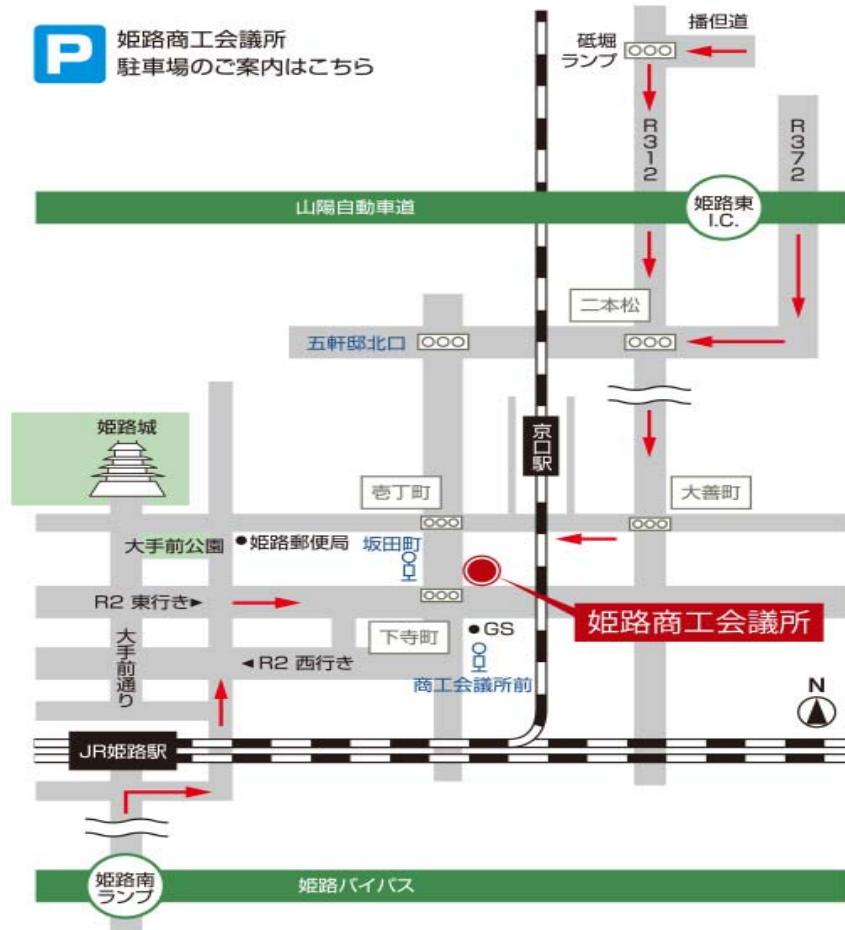 P
姫路商工会議所
駐車場のご案内はこちら
播但道
砥堀
ランプ
R312
R372
山陽自動車道
姫路東
I.C.
二本松
五軒邸北口
姫路城
京口駅
壱丁町
大善町
大手前公園
姫路郵便局
坂田町
R2 東行き
姫路商工会議所
下寺町
GS
大手前通り
R2 西行き
商工会議所前
N
JR姫路駅
姫路南
ランプ
姫路バイパス